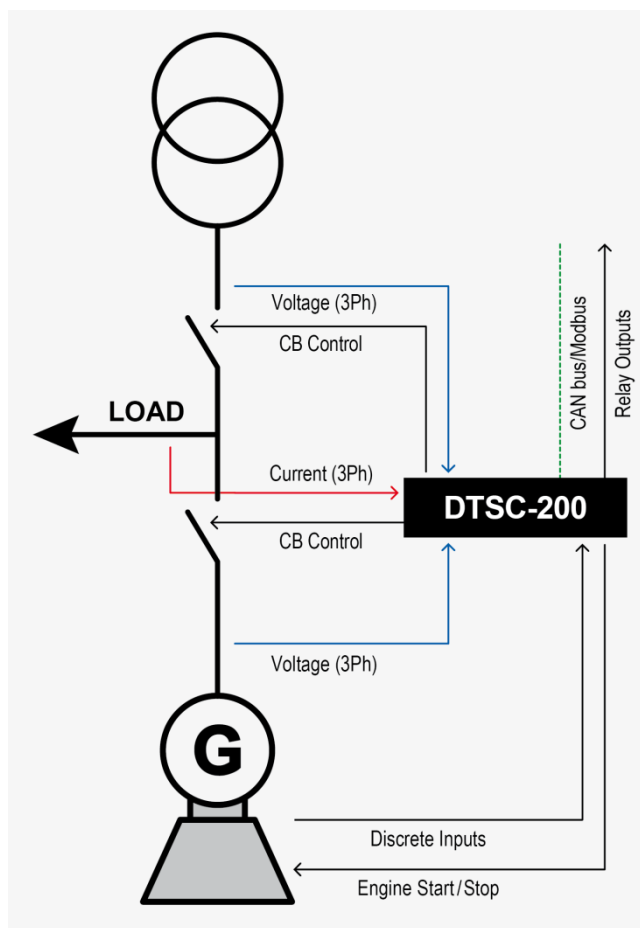 Voltage (3Ph)
CB Control
CAN bus/Modbus
Relay Outputs
LOAD
Current (3Ph)
DTSC-200
CB Control
Voltage (3Ph)
G
Discrete Inputs
Engine Start/Stop